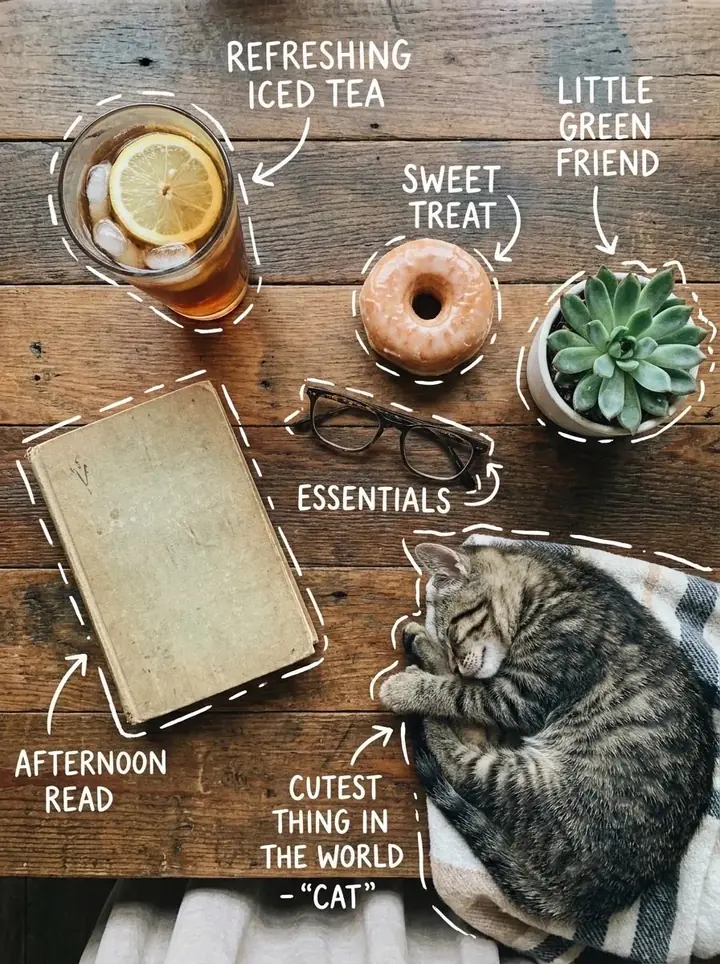 REFRESHING
ICED TEA
LITTLE
GREEN
FRIEND
SWEET
TREAT
ESSENTIALS
AFTERNOON
READ
CUTEST
THING IN
THE WORLD
- "CAT"